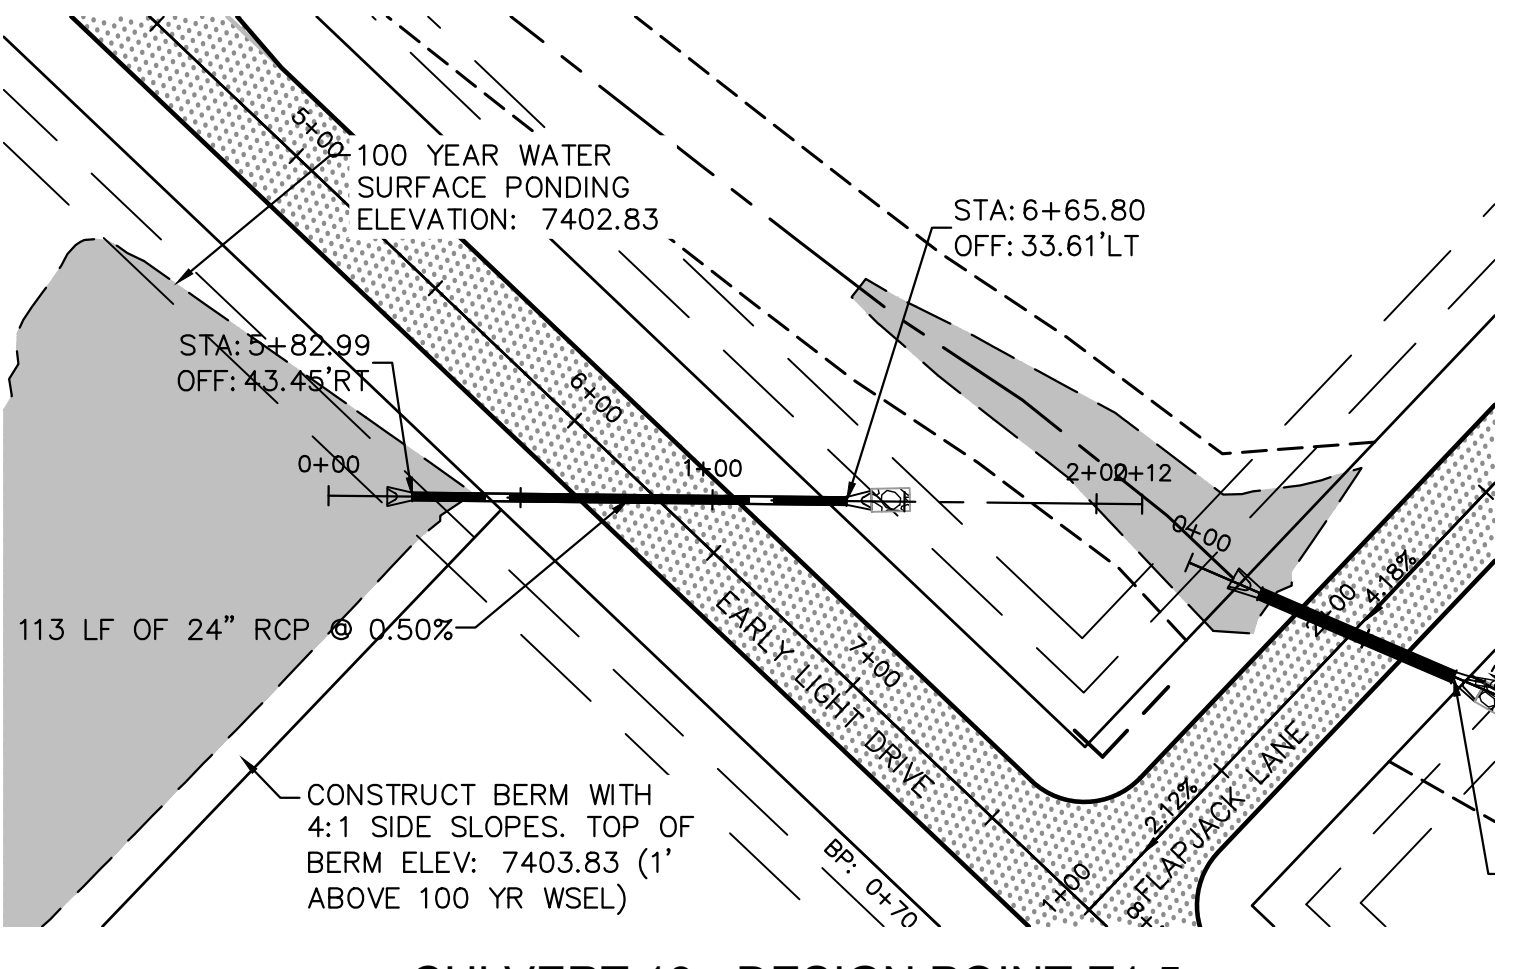 5+00
100 YEAR WATER
SURFACE PONDING
ELEVATION: 7402.83
STA: 6+65.80
OFF: 33.61'LT
STA: 5+82.99
OFF: 43.45'RT
6+00
0+00
1+00
2+00
2+12
0+00
113 LF OF 24" RCP @ 0.50%
EARLY LIGHT DRIVE
7+00
2+00
4.18%
CONSTRUCT BERM WITH
4:1 SIDE SLOPES. TOP OF
BERM ELEV: 7403.83 (1'
ABOVE 100 YR WSEL)
BP: 0+70
2.12%
FLAPJACK LANE
1+00
8+